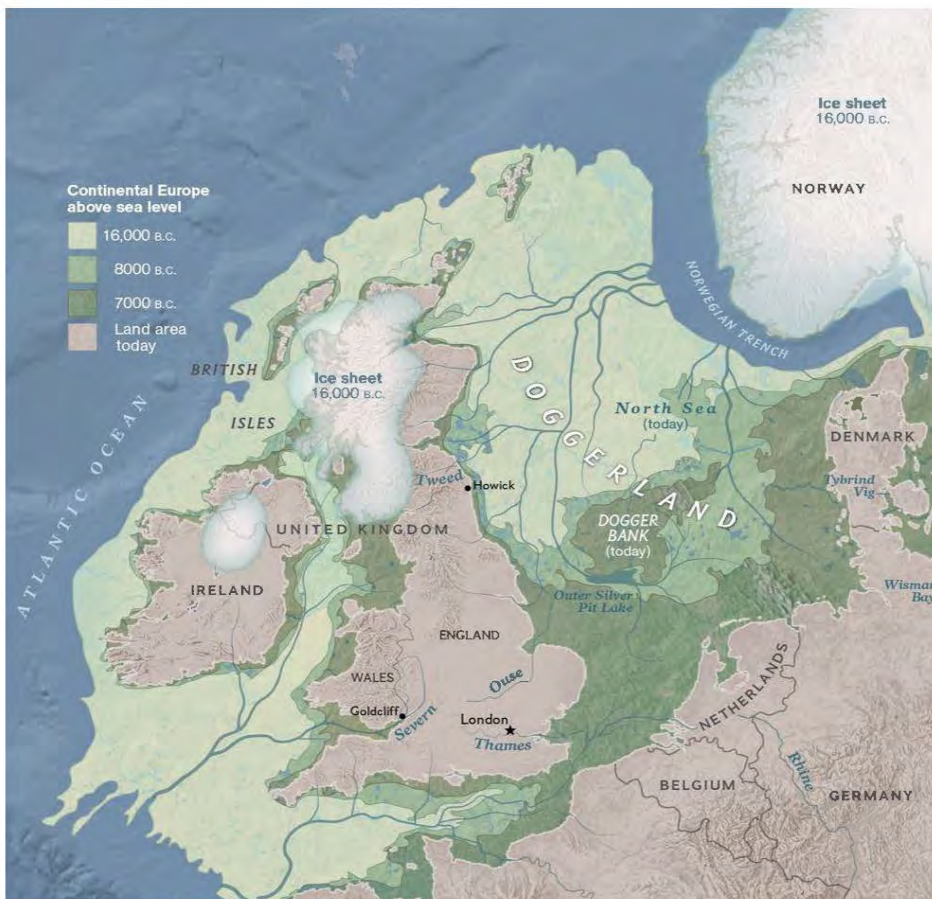 Ice sheet
16,000 B.C.
NORWAY
Continental Europe
above sea level
16,000 B.C.
8000 B.C.
7000 B.C.
Land area
today
NORWEGIAN TRENCH
BRITISH
ISLES
Ice sheet
16,000 B.C.
DOGGERLAND
North Sea
(today)
DENMARK
Tybrind
Vig
ATLANTIC OCEAN
Tweed
Howick
DOGGER
BANK
(today)
UNITED KINGDOM
IRELAND
Outer Silver
Pit Lake
Wismar
Bay
ENGLAND
WALES
Ouse
NETHERLANDS
Goldcliff
Severn
London
Thames
BELGIUM
Rhine
GERMANY